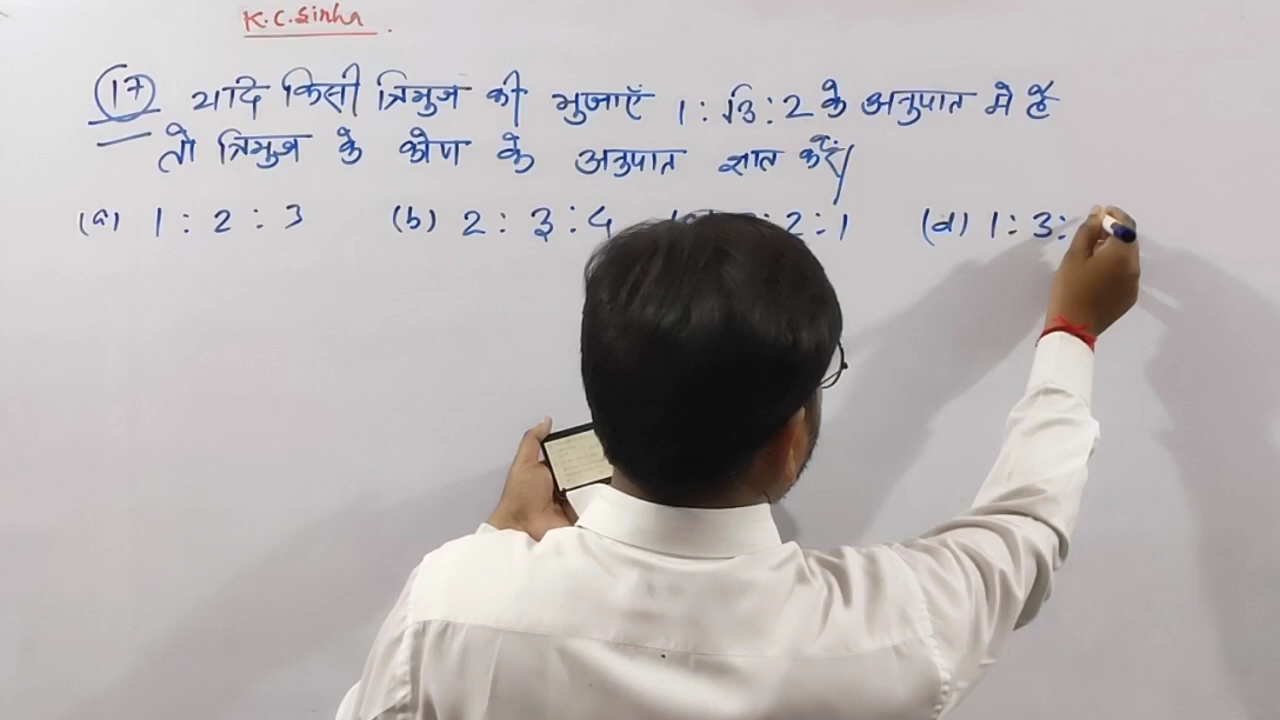 K.C.Sinha
(17) यदि किसी त्रिभुज की भुजाएँ 1 : √3 : 2 के अनुपात मे हैं
तो त्रिभुज के कोण के अनुपात ज्ञात करें/
(a) 1 : 2 : 3 (b) 2 : 3 : 4 2 : 1 (d) 1 : 3 :